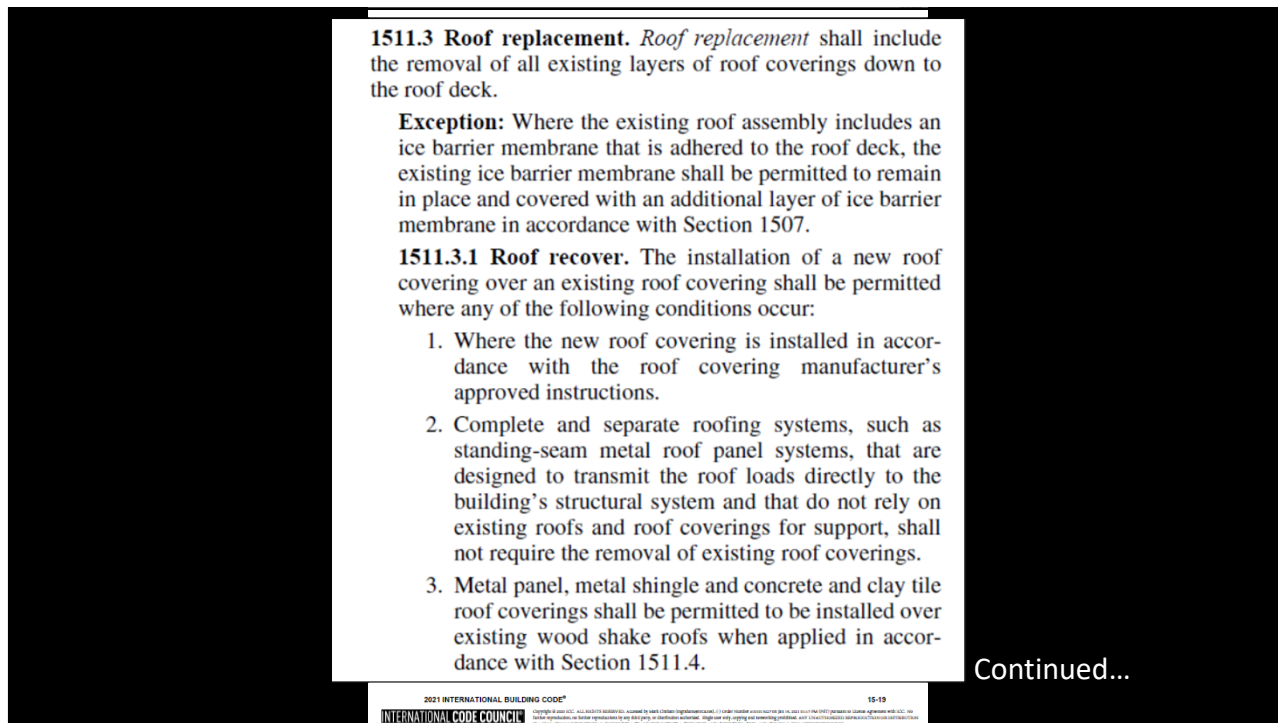 1511.3 Roof replacement. Roof replacement shall include
the removal of all existing layers of roof coverings down to
the roof deck.
Exception: Where the existing roof assembly includes an
ice barrier membrane that is adhered to the roof deck, the
existing ice barrier membrane shall be permitted to remain
in place and covered with an additional layer of ice barrier
membrane in accordance with Section 1507.
1511.3.1 Roof recover. The installation of a new roof
covering over an existing roof covering shall be permitted
where any of the following conditions occur:
1. Where the new roof covering is installed in accor-
dance with the roof covering manufacturer's
approved instructions.
2. Complete and separate roofing systems, such as
standing-seam metal roof panel systems, that are
designed to transmit the roof loads directly to the
building's structural system and that do not rely on
existing roofs and roof coverings for support, shall
not require the removal of existing roof coverings.
3. Metal panel, metal shingle and concrete and clay tile
roof coverings shall be permitted to be installed over
existing wood shake roofs when applied in accor-
dance with Section 1511.4.
Continued...
2021 INTERNATIONAL BUILDING CODE® 15-19
INTERNATIONAL CODE COUNCIL®